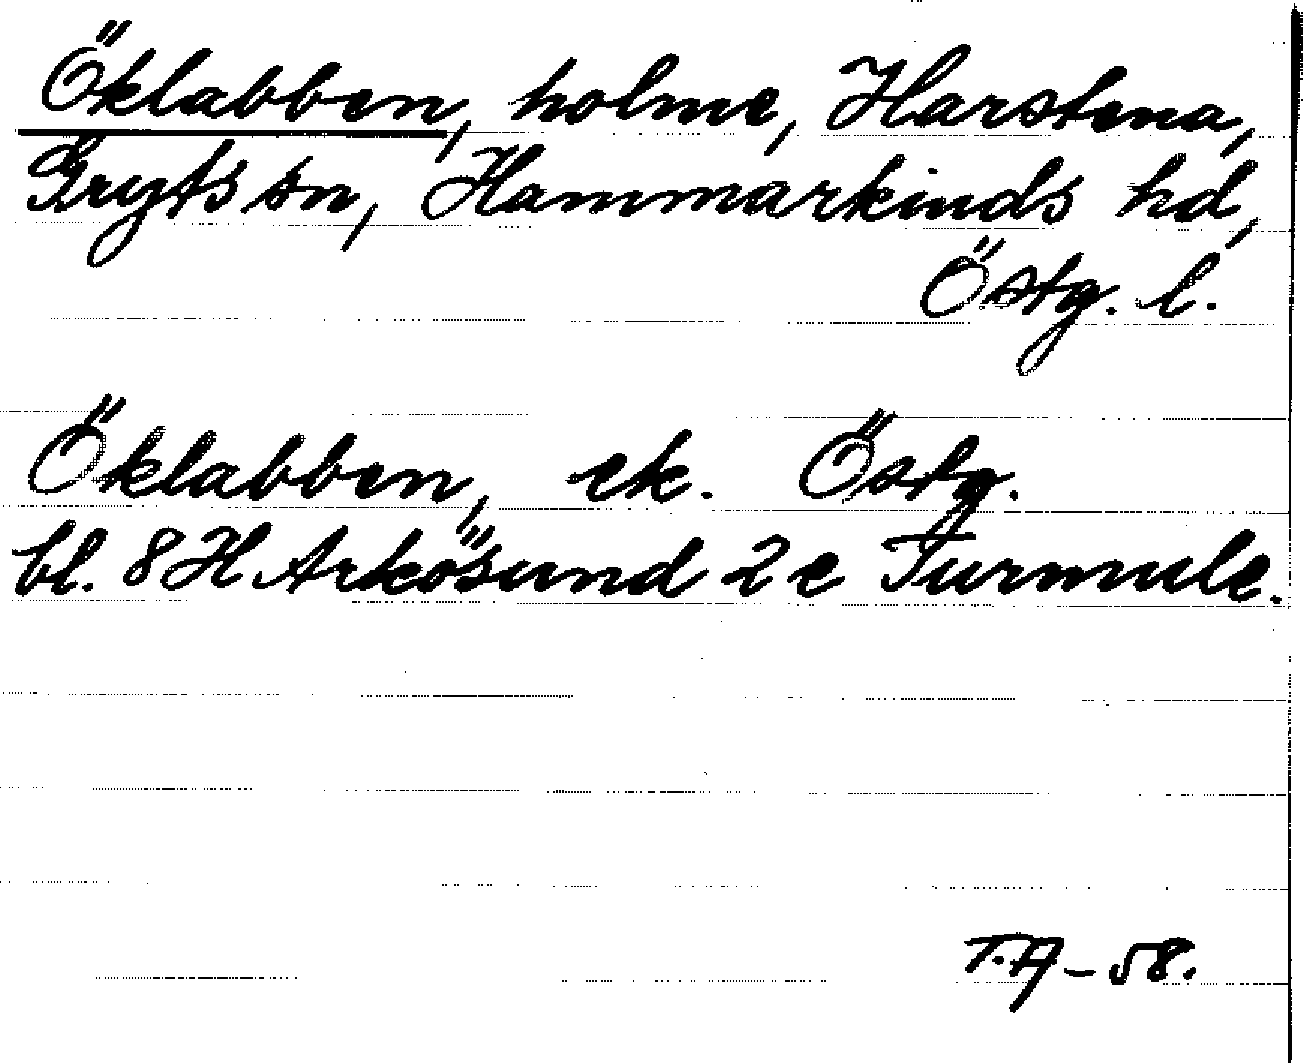 Öklabben, holme, Harstena,
Gryts sn, Hammarkinds hd,
Östg. l.
Öklabben, ek. Östg.
bl. 8 H Arkösund 2 e Turmule.
T.A-58.